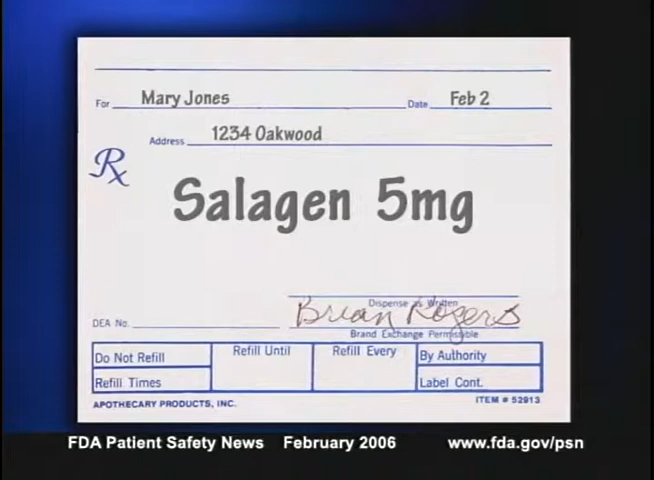 For Mary Jones Date Feb 2
Address 1234 Oakwood
Rx
Salagen 5mg
Dispense as Written
Brian Rogers
DEA No.
Brand Exchange Permissible
Do Not Refill Refill Until Refill Every By Authority
Refill Times Label Cont.
APOTHECARY PRODUCTS, INC. ITEM # 52913
FDA Patient Safety News February 2006 www.fda.gov/psn